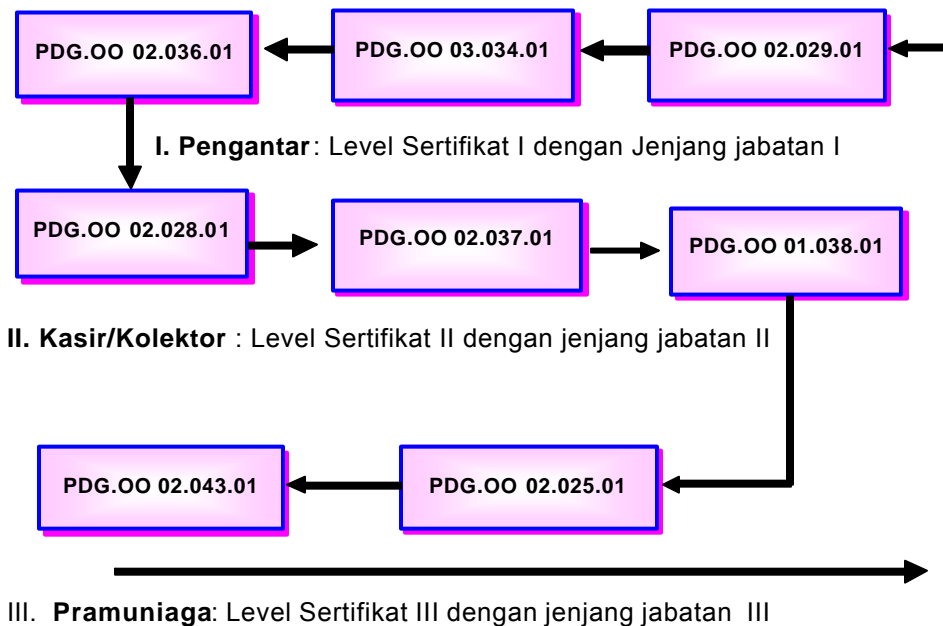 PDG.OO 02.036.01
PDG.OO 03.034.01
PDG.OO 02.029.01
I. Pengantar: Level Sertifikat I dengan Jenjang jabatan I
PDG.OO 02.028.01
PDG.OO 02.037.01
PDG.OO 01.038.01
II. Kasir/Kolektor : Level Sertifikat II dengan jenjang jabatan II
PDG.OO 02.043.01
PDG.OO 02.025.01
III. Pramuniaga: Level Sertifikat III dengan jenjang jabatan III